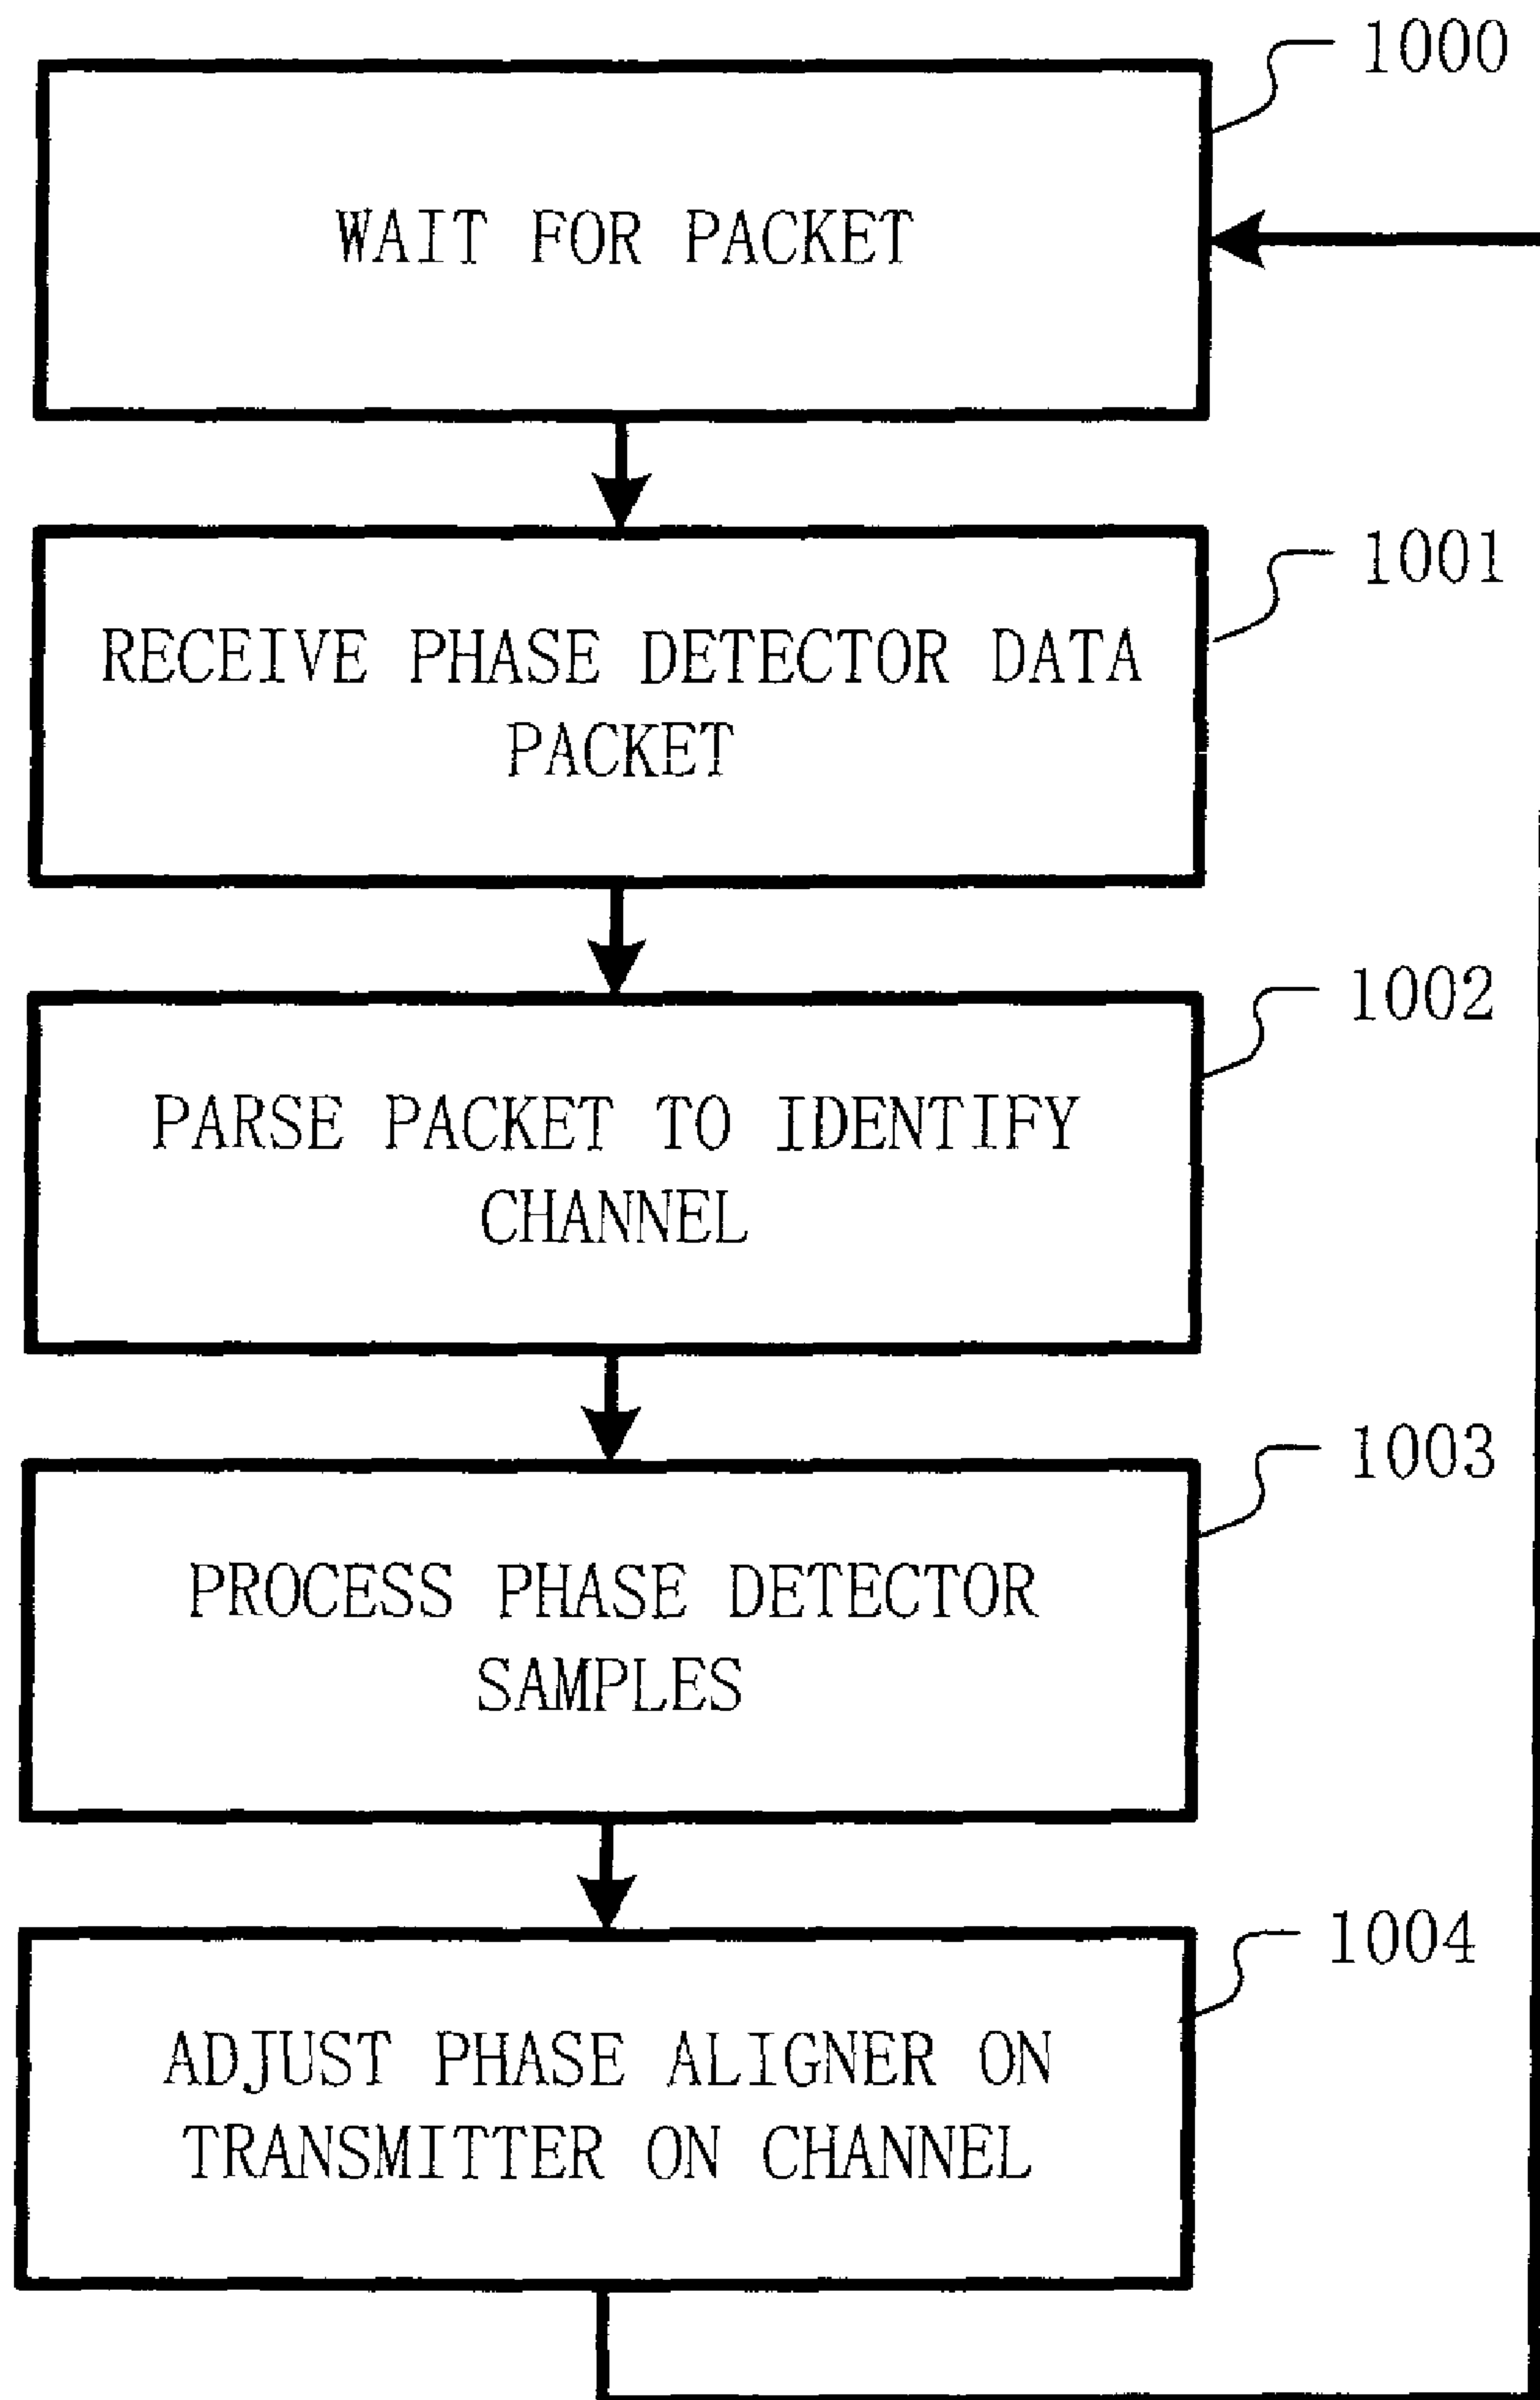 1000
WAIT FOR PACKET
1001
RECEIVE PHASE DETECTOR DATA
PACKET
1002
PARSE PACKET TO IDENTIFY
CHANNEL
1003
PROCESS PHASE DETECTOR
SAMPLES
1004
ADJUST PHASE ALIGNER ON
TRANSMITTER ON CHANNEL